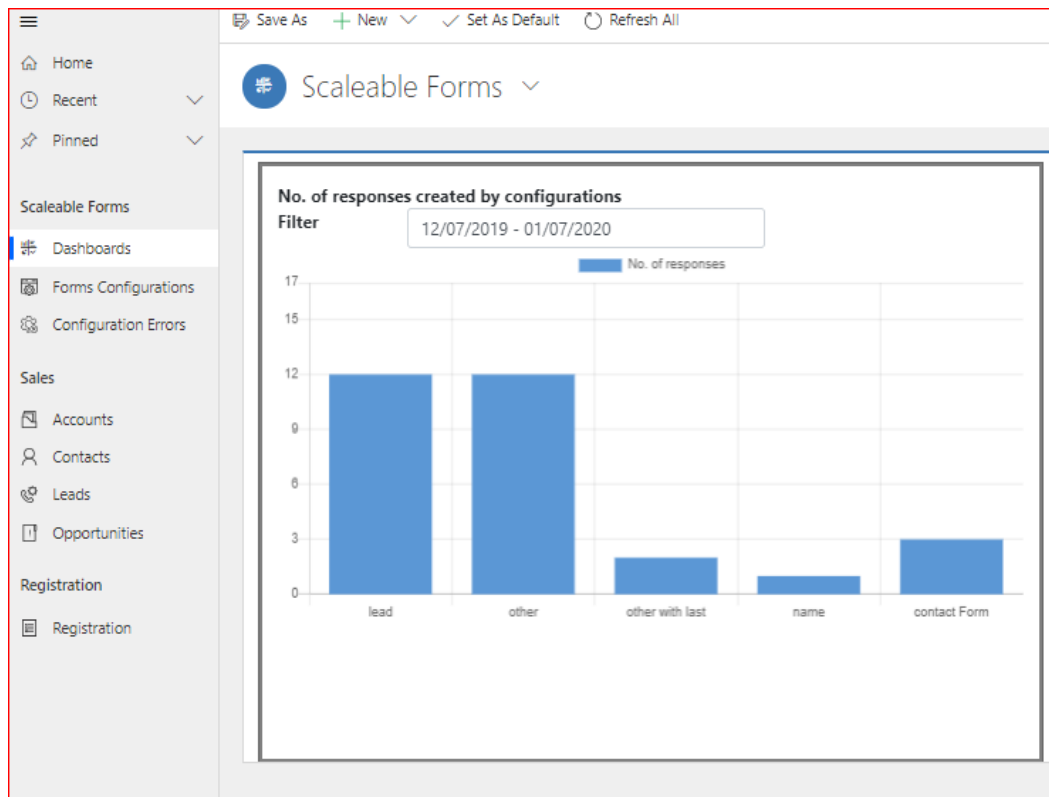 Save As
New
Set As Default
Refresh All
Home
Recent
Pinned
Scaleable Forms
Dashboards
Forms Configurations
Configuration Errors
Sales
Accounts
Contacts
Leads
Opportunities
Registration
Registration
Scaleable Forms
No. of responses created by configurations
Filter
12/07/2019 - 01/07/2020
No. of responses
17
15
12
9
6
3
0
lead
other
other with last
name
contact Form